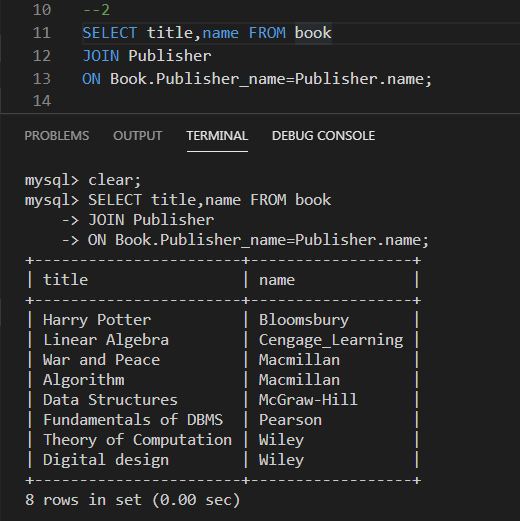 10 --2
11 SELECT title,name FROM book
12 JOIN Publisher
13 ON Book.Publisher_name=Publisher.name;
14
PROBLEMS OUTPUT TERMINAL DEBUG CONSOLE
mysql> clear;
mysql> SELECT title,name FROM book
    -> JOIN Publisher
    -> ON Book.Publisher_name=Publisher.name;
+-----------------------+------------------+
| title                 | name             |
+-----------------------+------------------+
| Harry Potter          | Bloomsbury       |
| Linear Algebra        | Cengage_Learning |
| War and Peace         | Macmillan        |
| Algorithm             | Macmillan        |
| Data Structures       | McGraw-Hill      |
| Fundamentals of DBMS  | Pearson          |
| Theory of Computation | Wiley            |
| Digital design        | Wiley            |
+-----------------------+------------------+
8 rows in set (0.00 sec)